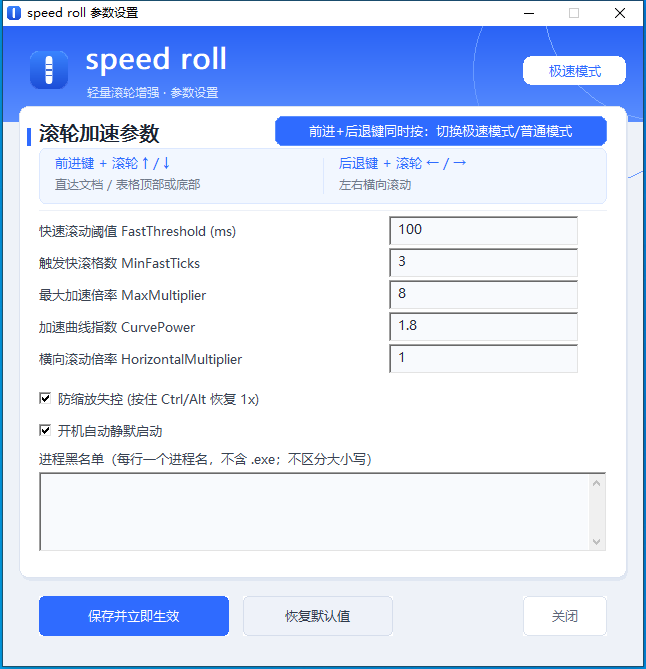 speed roll 参数设置
speed roll
轻量滚轮增强 · 参数设置
极速模式
滚轮加速参数
前进+后退键同时按：切换极速模式/普通模式
前进键 + 滚轮 ↑ / ↓
后退键 + 滚轮 ← / →
直达文档 / 表格顶部或底部
左右横向滚动
快速滚动阈值 FastThreshold (ms)
100
触发快滚格数 MinFastTicks
3
最大加速倍率 MaxMultiplier
8
加速曲线指数 CurvePower
1.8
横向滚动倍率 HorizontalMultiplier
1
防缩放失控 (按住 Ctrl/Alt 恢复 1x)
开机自动静默启动
进程黑名单（每行一个进程名，不含 .exe；不区分大小写）
保存并立即生效
恢复默认值
关闭